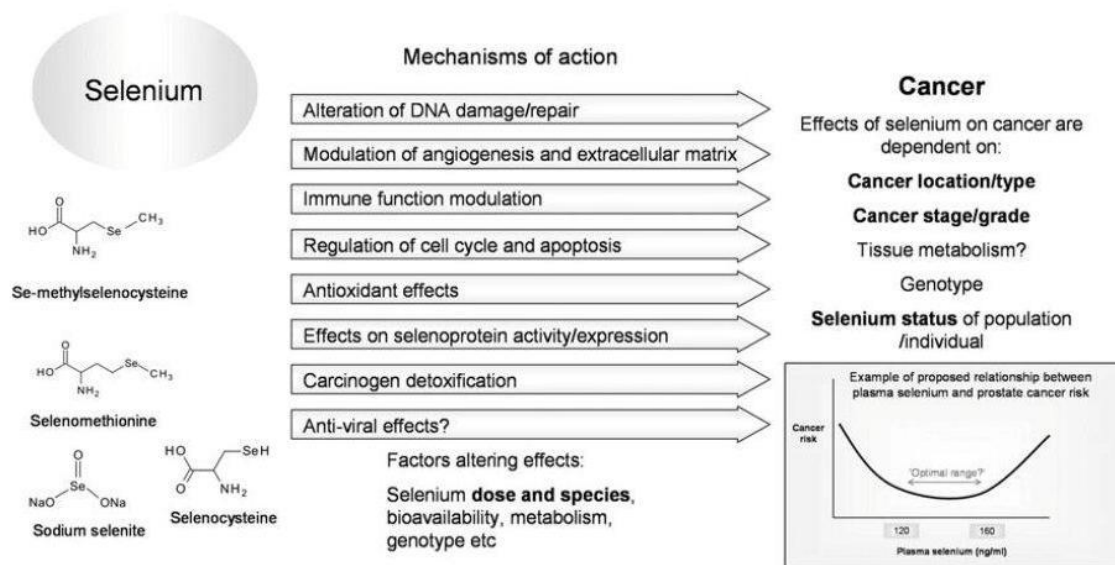 Selenium
O
HO
Se
CH₃
NH₂
Se-methylselenocysteine
O
HO
Se
CH₃
NH₂
Selenomethionine
O
Se
NaO
ONa
Sodium selenite
HO
SeH
O
NH₂
Selenocysteine
Mechanisms of action
Alteration of DNA damage/repair
Modulation of angiogenesis and extracellular matrix
Immune function modulation
Regulation of cell cycle and apoptosis
Antioxidant effects
Effects on selenoprotein activity/expression
Carcinogen detoxification
Anti-viral effects?
Factors altering effects:
Selenium dose and species,
bioavailability, metabolism,
genotype etc
Cancer
Effects of selenium on cancer are
dependent on:
Cancer location/type
Cancer stage/grade
Tissue metabolism?
Genotype
Selenium status of population
/individual
Example of proposed relationship between
plasma selenium and prostate cancer risk
Cancer
risk
'Optimal range?'
120
160
Plasma selenium (ng/ml)